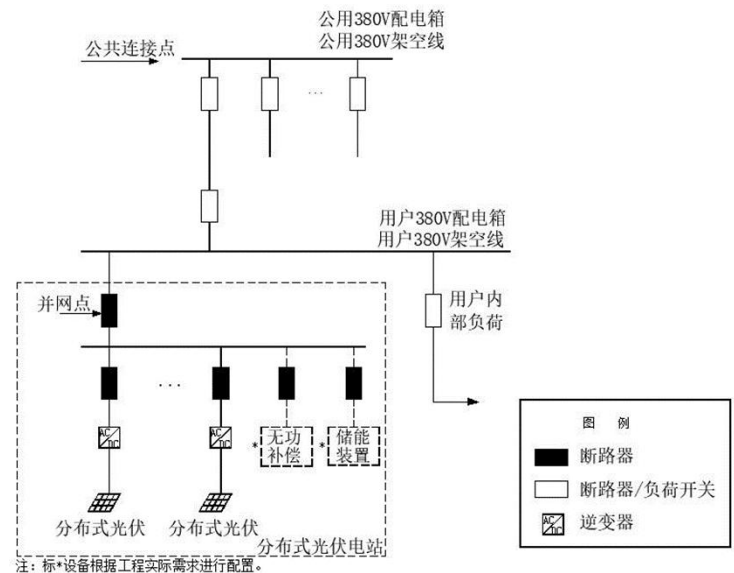 公用380V配电箱
公用380V架空线
公共连接点
...
用户380V配电箱
用户380V架空线
并网点
用户内
部负荷
...
AC
DC
AC
DC
*
无功
补偿
*
储能
装置
分布式光伏
分布式光伏
分布式光伏电站
注：标*设备根据工程实际需求进行配置。
图 例
断路器
断路器/负荷开关
AC
DC
逆变器